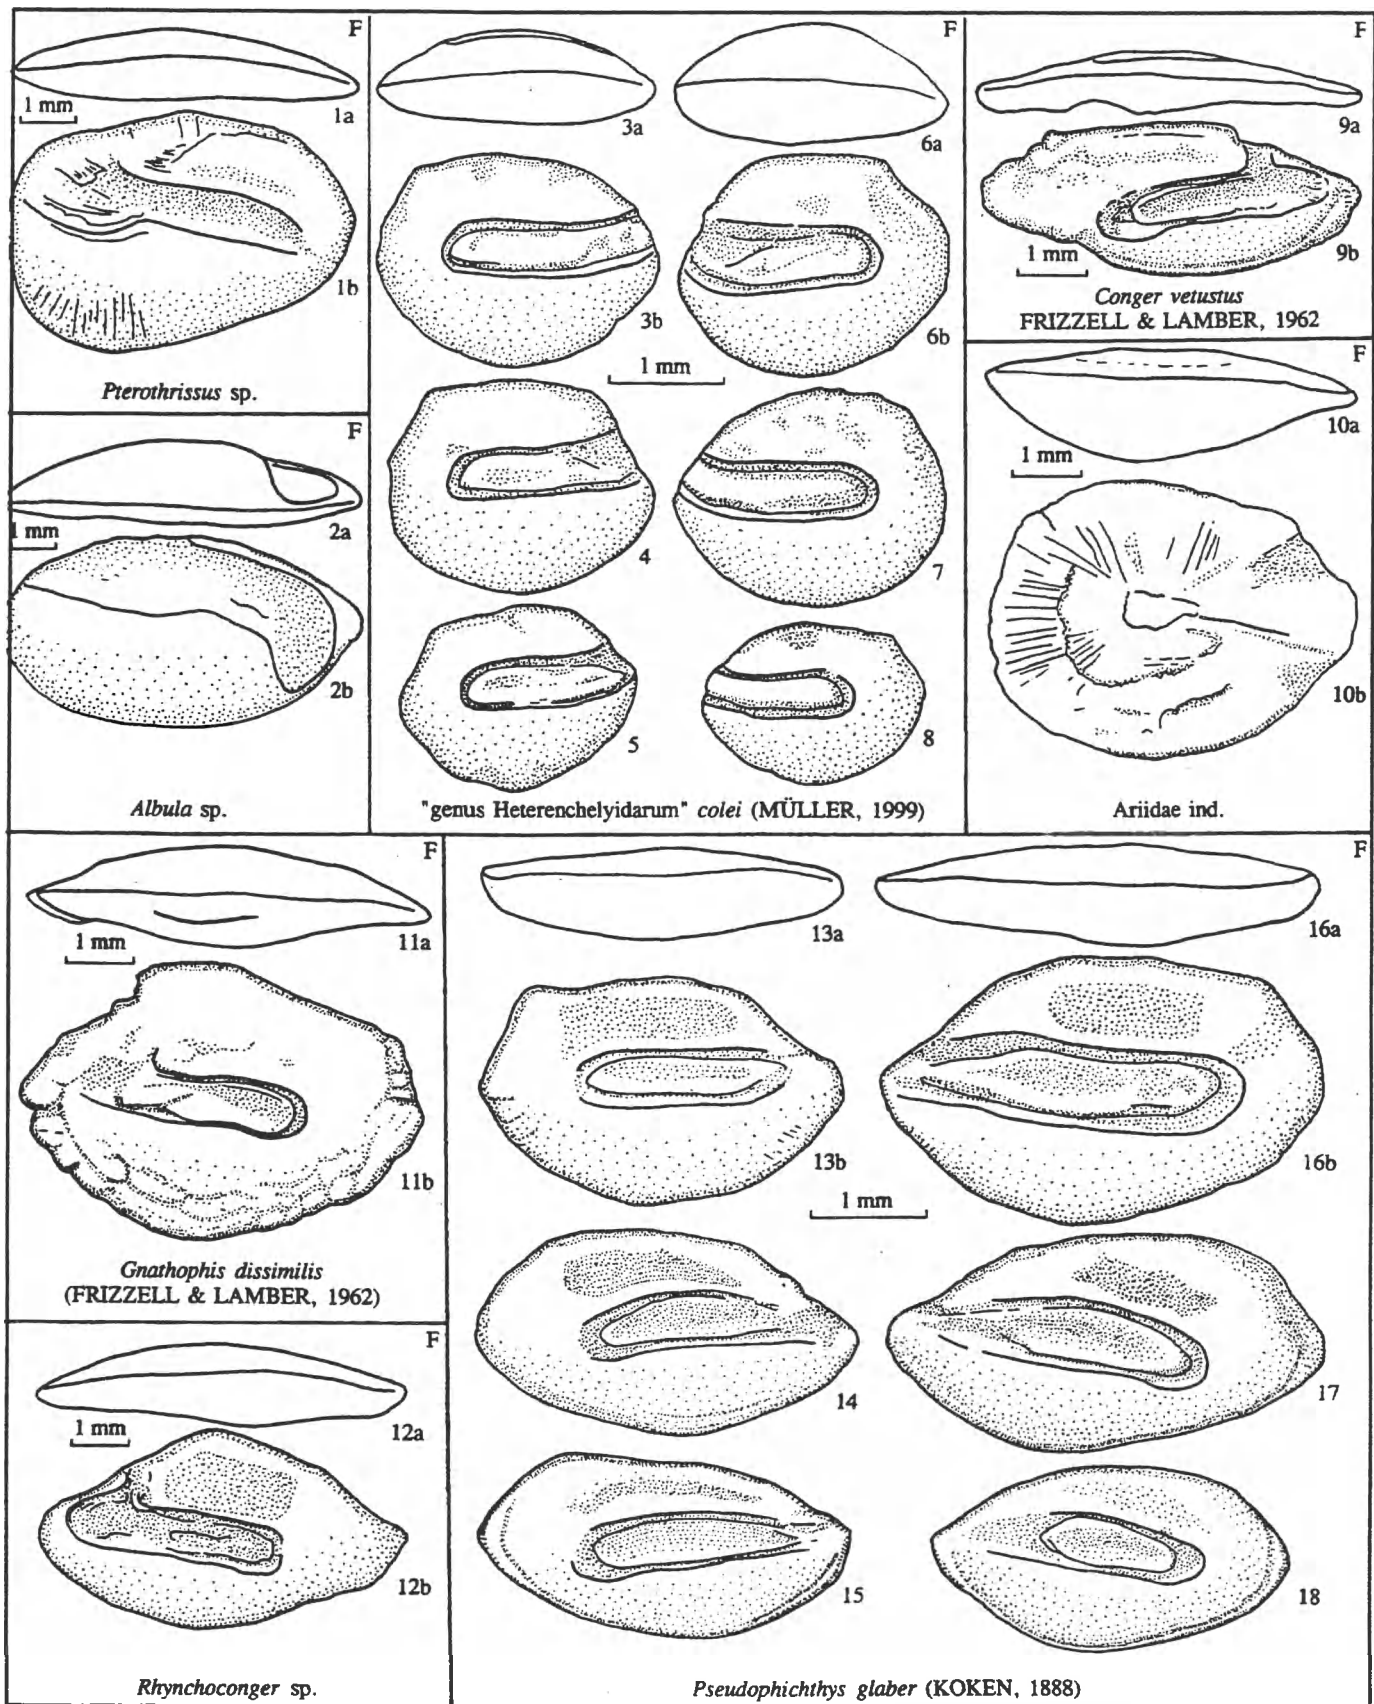 F
1a
1 mm
1b
Pterothrissus sp.
F
2a
1 mm
2b
Albula sp.
F
3a
6a
3b
6b
1 mm
4
7
5
8
"genus Heterenchelyidarum" colei (MÜLLER, 1999)
F
9a
9b
1 mm
Conger vetustus
FRIZZELL & LAMBER, 1962
F
10a
1 mm
10b
Ariidae ind.
F
11a
1 mm
11b
Gnathophis dissimilis
(FRIZZELL & LAMBER, 1962)
F
12a
1 mm
12b
Rhynchoconger sp.
F
13a
16a
13b
16b
1 mm
14
17
15
18
Pseudophichthys glaber (KOKEN, 1888)